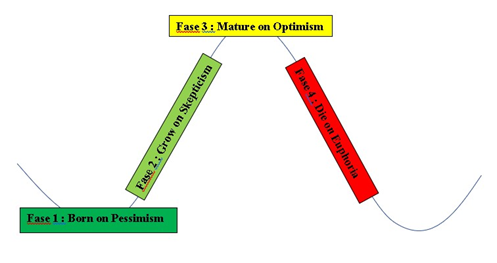 Fase 3 : Mature on Optimism
Fase 2 : Grow on Skepticism
Fase 4 : Die on Euphoria
Fase 1 : Born on Pessimism